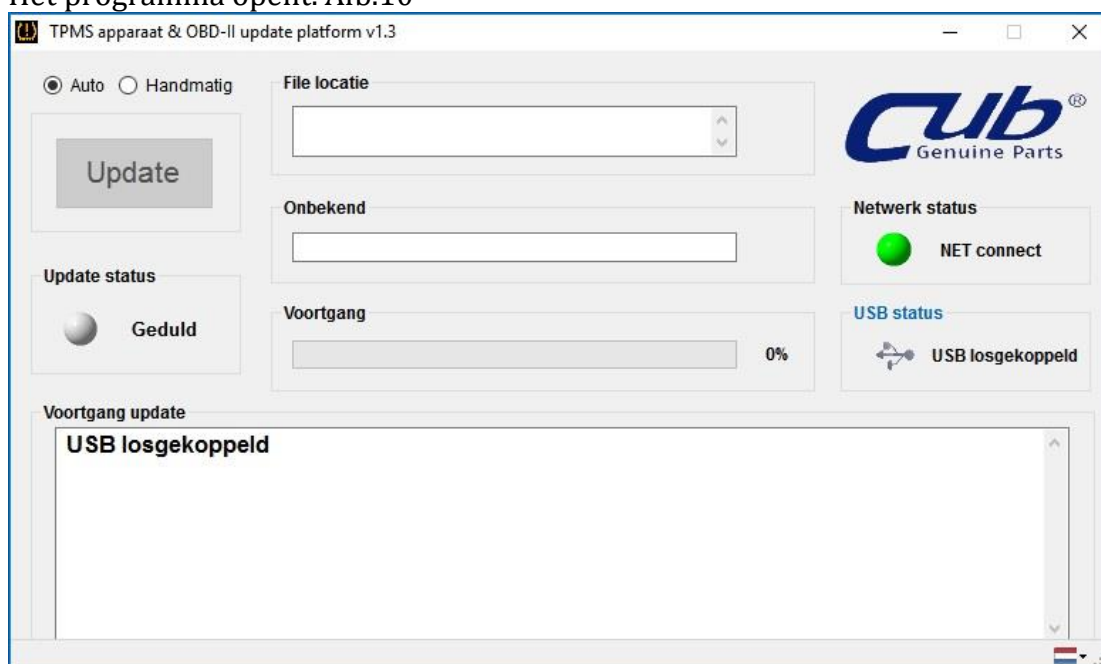 Het programma opent. Afb.10
TPMS apparaat & OBD-II update platform v1.3
Auto Handmatig
File locatie
cub®
Genuine Parts
Update
Onbekend
Netwerk status
NET connect
Update status
Geduld
Voortgang
0%
USB status
USB losgekoppeld
Voortgang update
USB losgekoppeld